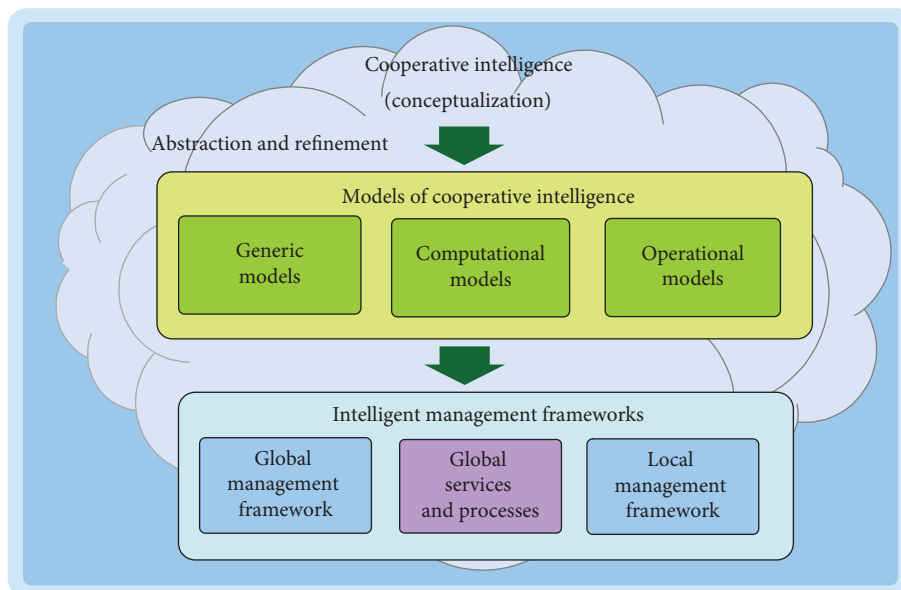 Cooperative intelligence
(conceptualization)
Abstraction and refinement
Models of cooperative intelligence
Generic
models
Computational
models
Operational
models
Intelligent management frameworks
Global
management
framework
Global
services
and processes
Local
management
framework